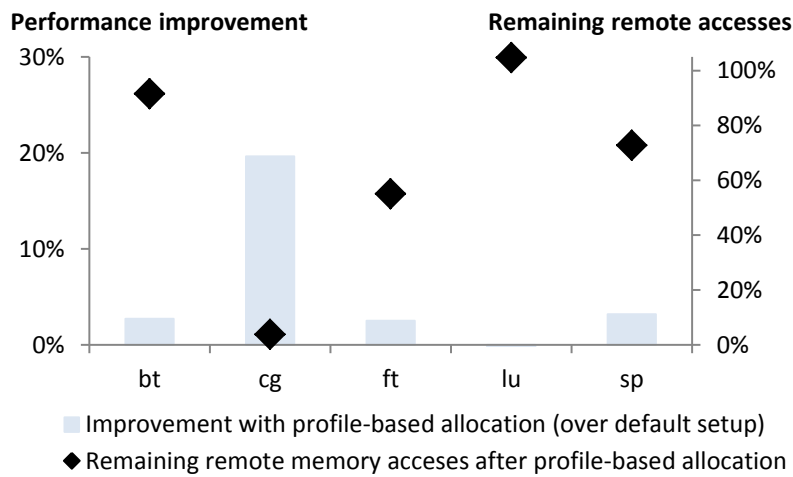 Performance improvement Remaining remote accesses
30%
20%
10%
0%
100%
80%
60%
40%
20%
0%
bt cg ft lu sp
Improvement with profile-based allocation (over default setup)
Remaining remote memory acceses after profile-based allocation